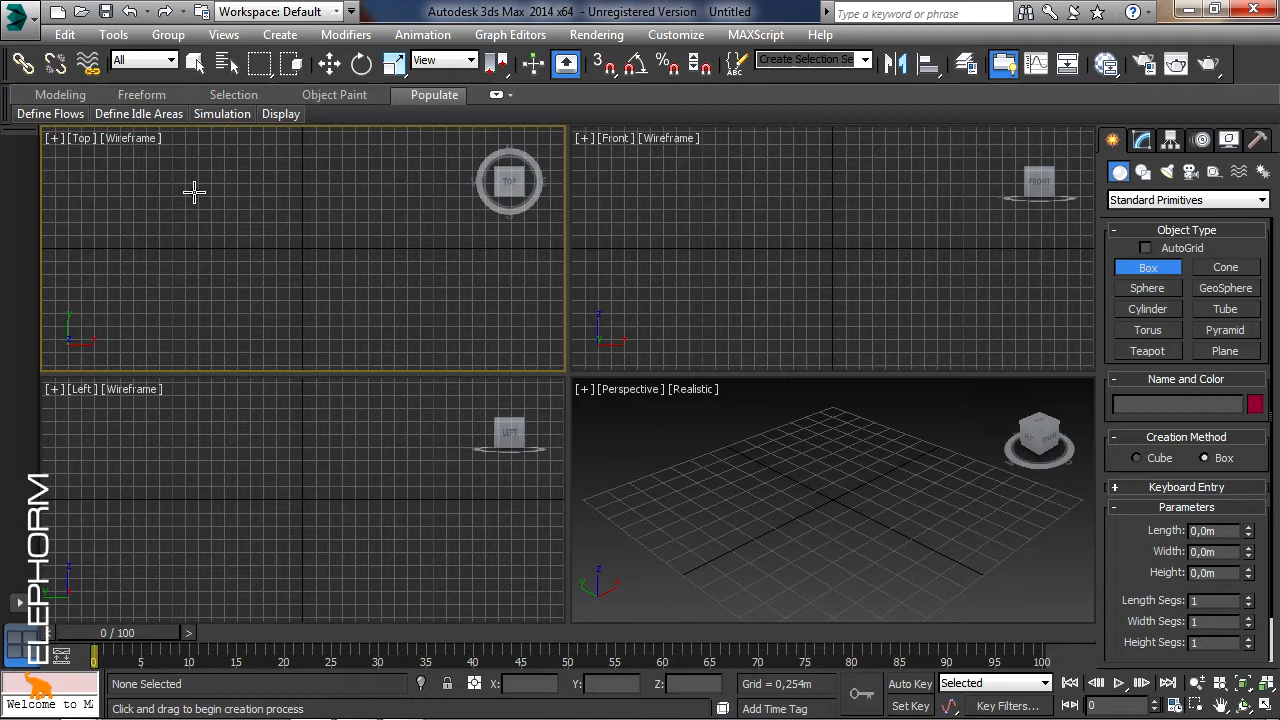 Workspace: Default
Autodesk 3ds Max 2014 x64 - Unregistered Version Untitled
Type a keyword or phrase
Edit Tools Group Views Create Modifiers Animation Graph Editors Rendering Customize MAXScript Help
All View 3 Create Selection Se
Modeling Freeform Selection Object Paint Populate
Define Flows Define Idle Areas Simulation Display
[+] [Top] [Wireframe]
TOP
[+] [Front] [Wireframe]
FRONT
[+] [Left] [Wireframe]
LEFT
[+] [Perspective] [Realistic]
Standard Primitives
- Object Type
AutoGrid
Box Cone
Sphere GeoSphere
Cylinder Tube
Torus Pyramid
Teapot Plane
- Name and Color
- Creation Method
Cube Box
+ Keyboard Entry
- Parameters
Length: 0,0m
Width: 0,0m
Height: 0,0m
Length Segs: 1
Width Segs: 1
Height Segs: 1
ELEPHORM
0 / 100 >
0 5 10 15 20 25 30 35 40 45 50 55 60 65 70 75 80 85 90 95 100
None Selected X: Y: Z: Grid = 0,254m Auto Key Selected
Welcome to M Click and drag to begin creation process Add Time Tag Set Key Key Filters... 0